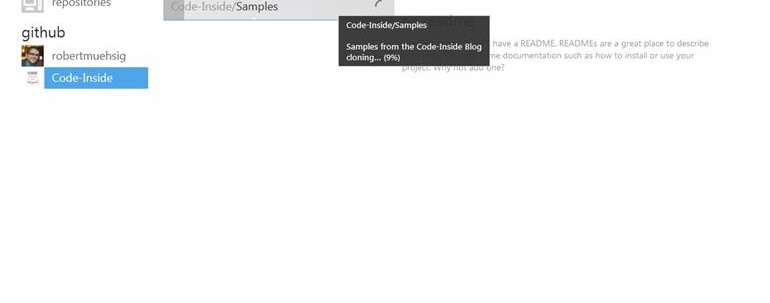 repositories
github
robertmuehsig
Code-Inside
Code-Inside/Samples
Code-Inside/Samples
Samples from the Code-Inside Blog
cloning... (9%)
have a README. READMEs are a great place to describe
me documentation such as how to install or use your
project. Why not add one?